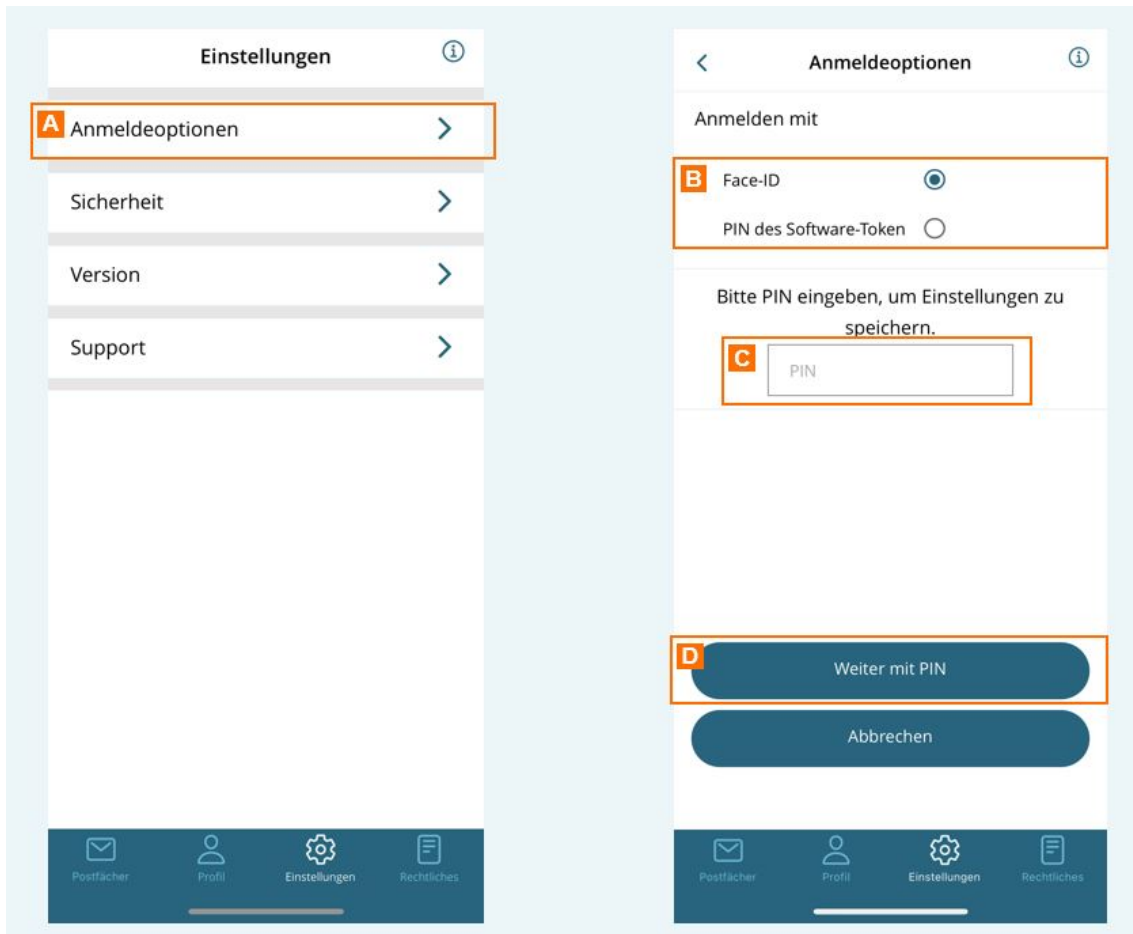 Einstellungen
A Anmeldeoptionen
Sicherheit
Version
Support
Postfächer Profil Einstellungen Rechtliches
Anmeldeoptionen
Anmelden mit
B Face-ID
PIN des Software-Token
Bitte PIN eingeben, um Einstellungen zu
speichern.
C PIN
D Weiter mit PIN
Abbrechen
Postfächer Profil Einstellungen Rechtliches